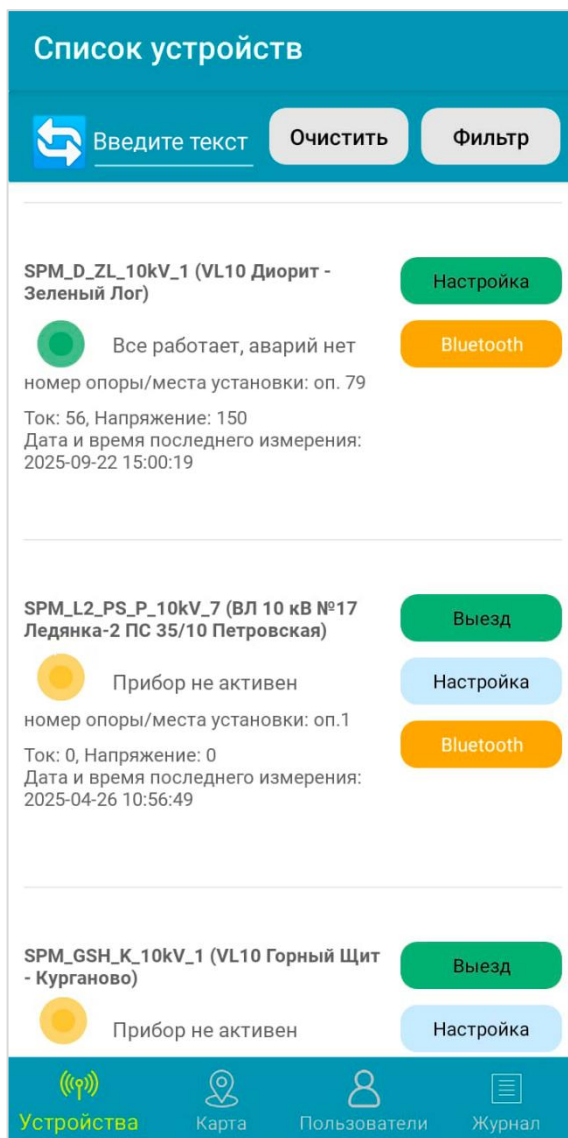 Список устройств
Введите текст
Очистить
Фильтр
SPM_D_ZL_10kV_1 (VL10 Диорит -
Зеленый Лог)
Настройка
Все работает, аварий нет
Bluetooth
номер опоры/места установки: оп. 79
Ток: 56, Напряжение: 150
Дата и время последнего измерения:
2025-09-22 15:00:19
SPM_L2_PS_P_10kV_7 (ВЛ 10 кВ №17
Ледянка-2 ПС 35/10 Петровская)
Выезд
Прибор не активен
Настройка
номер опоры/места установки: оп.1
Bluetooth
Ток: 0, Напряжение: 0
Дата и время последнего измерения:
2025-04-26 10:56:49
SPM_GSH_K_10kV_1 (VL10 Горный Щит
- Курганово)
Выезд
Прибор не активен
Настройка
Устройства
Карта
Пользователи
Журнал